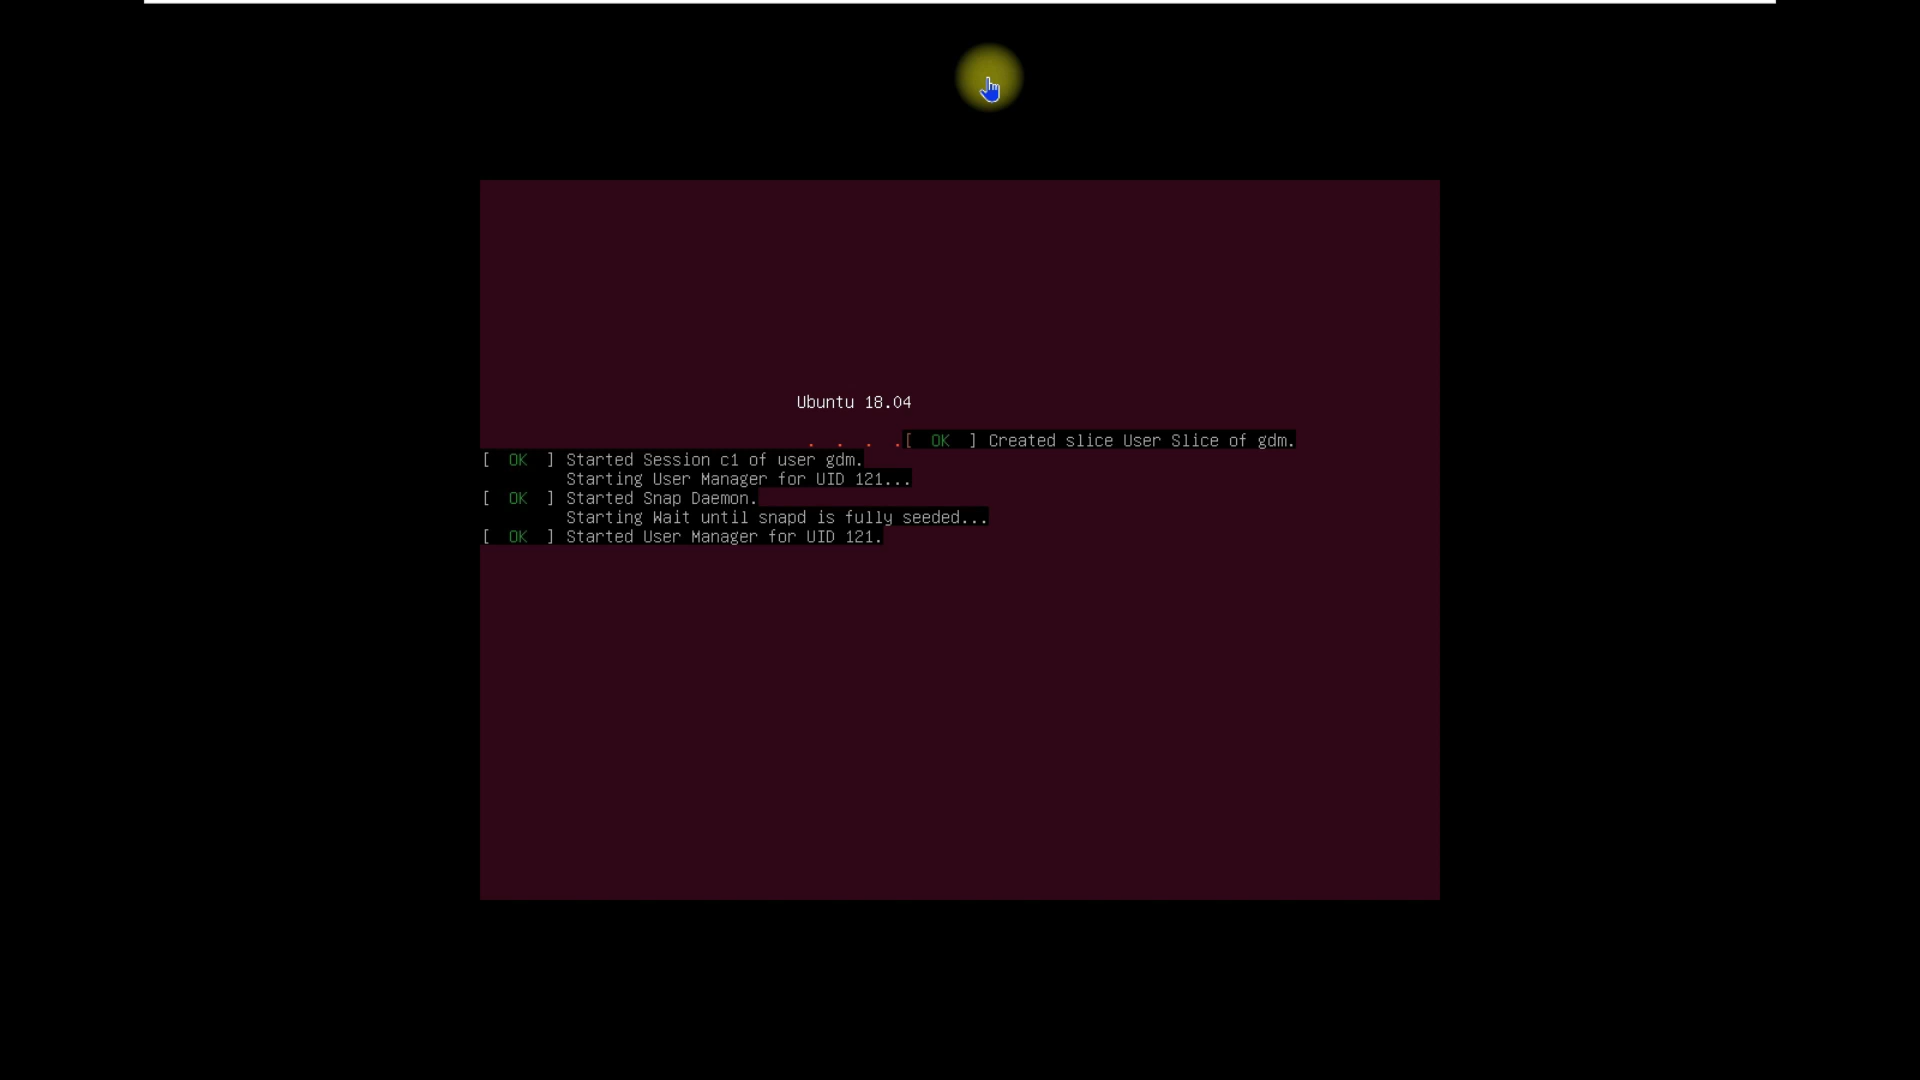 Ubuntu 18.04
. . . .[  OK  ] Created slice User Slice of gdm.
[  OK  ] Started Session c1 of user gdm.
         Starting User Manager for UID 121...
[  OK  ] Started Snap Daemon.
         Starting Wait until snapd is fully seeded...
[  OK  ] Started User Manager for UID 121.